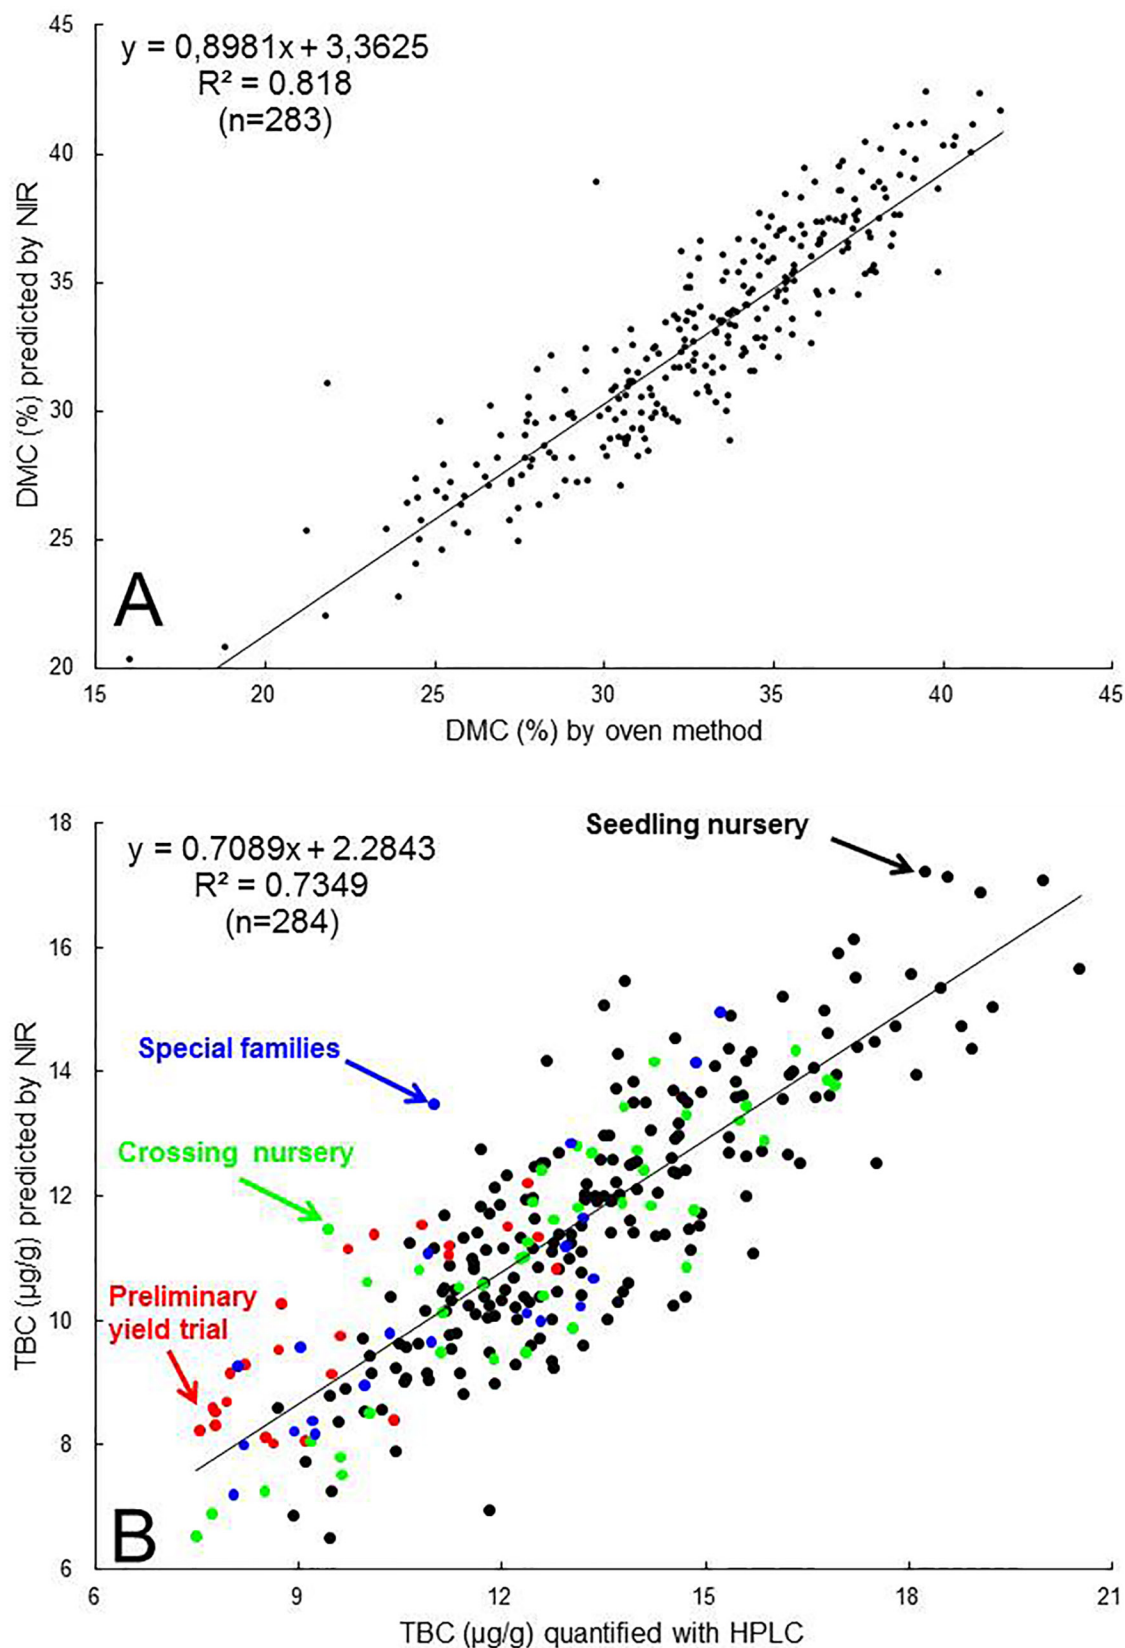 45
y = 0,8981x + 3,3625
R² = 0.818
(n=283)
40
35
30
25
20
DMC (%) predicted by NIR
A
15 20 25 30 35 40 45
DMC (%) by oven method
18
Seedling nursery
y = 0.7089x + 2.2843
R² = 0.7349
(n=284)
16
Special families
14
Crossing nursery
12
Preliminary
yield trial
10
8
6
TBC (µg/g) predicted by NIR
B
6 9 12 15 18 21
TBC (µg/g) quantified with HPLC